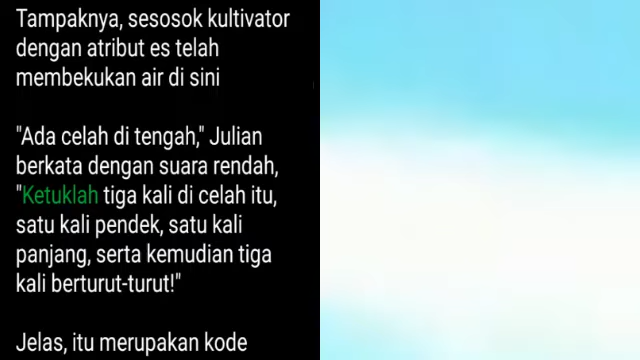 Tampaknya, sesosok kultivator
dengan atribut es telah
membekukan air di sini
"Ada celah di tengah," Julian
berkata dengan suara rendah,
"Ketuklah tiga kali di celah itu,
satu kali pendek, satu kali
panjang, serta kemudian tiga
kali berturut-turut!"
Jelas, itu merupakan kode